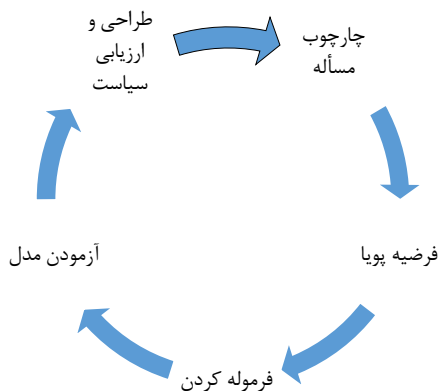 طراحی و
ارزیابی
سیاست
چارچوب
مسأله
فرضیه پویا
فرموله کردن
آزمودن مدل